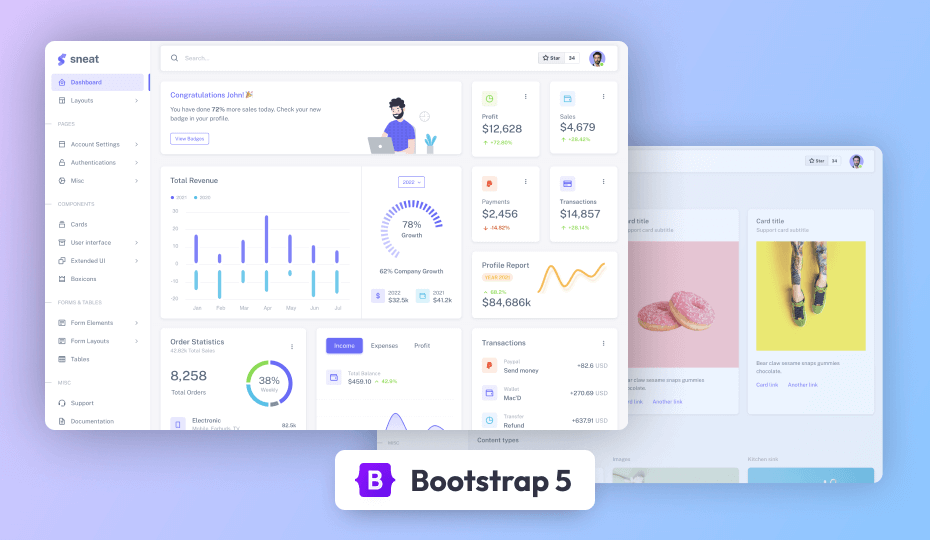 sneat
Search...
Star 34
Dashboard
Layouts
PAGES
Account Settings
Authentications
Misc
COMPONENTS
Cards
User interface
Extended UI
Boxicons
FORMS & TABLES
Form Elements
Form Layouts
Tables
MISC
Support
Documentation
Congratulations John! 🎉
You have done 72% more sales today. Check your new
badge in your profile.
View Badges
Profit
$12,628
Sales
$4,679
+28.42%
Total Revenue
2021 2022
30
20
10
0
-10
-20
Jan Feb Mar Apr May Jun Jul
2022
78%
Growth
62% Company Growth
2022
$32.5k
2021
$41.2k
Payments
$2,456
-14.82%
Transactions
$14,857
+28.14%
Profile Report
YEAR 2021
68.2%
$84,686k
Order Statistics
42.82k Total Sales
8,258
Total Orders
38%
Weekly
Electronic
Mobile, Earbuds, TV
82.5k
Income Expenses Profit
Total Balance
$459.10 42.9%
Transactions
Paypal
Send money
+82.6 USD
Wallet
Mac'D
+270.69 USD
Transfer
Refund
+637.91 USD
Star 34
rd title
Support card subtitle
Bear claw sesame snaps gummies
chocolate.
Another link
Card title
Support card subtitle
Bear claw sesame snaps gummies
chocolate.
Card link Another link
MISC
Content types
Images
Kitchen sink
B Bootstrap 5